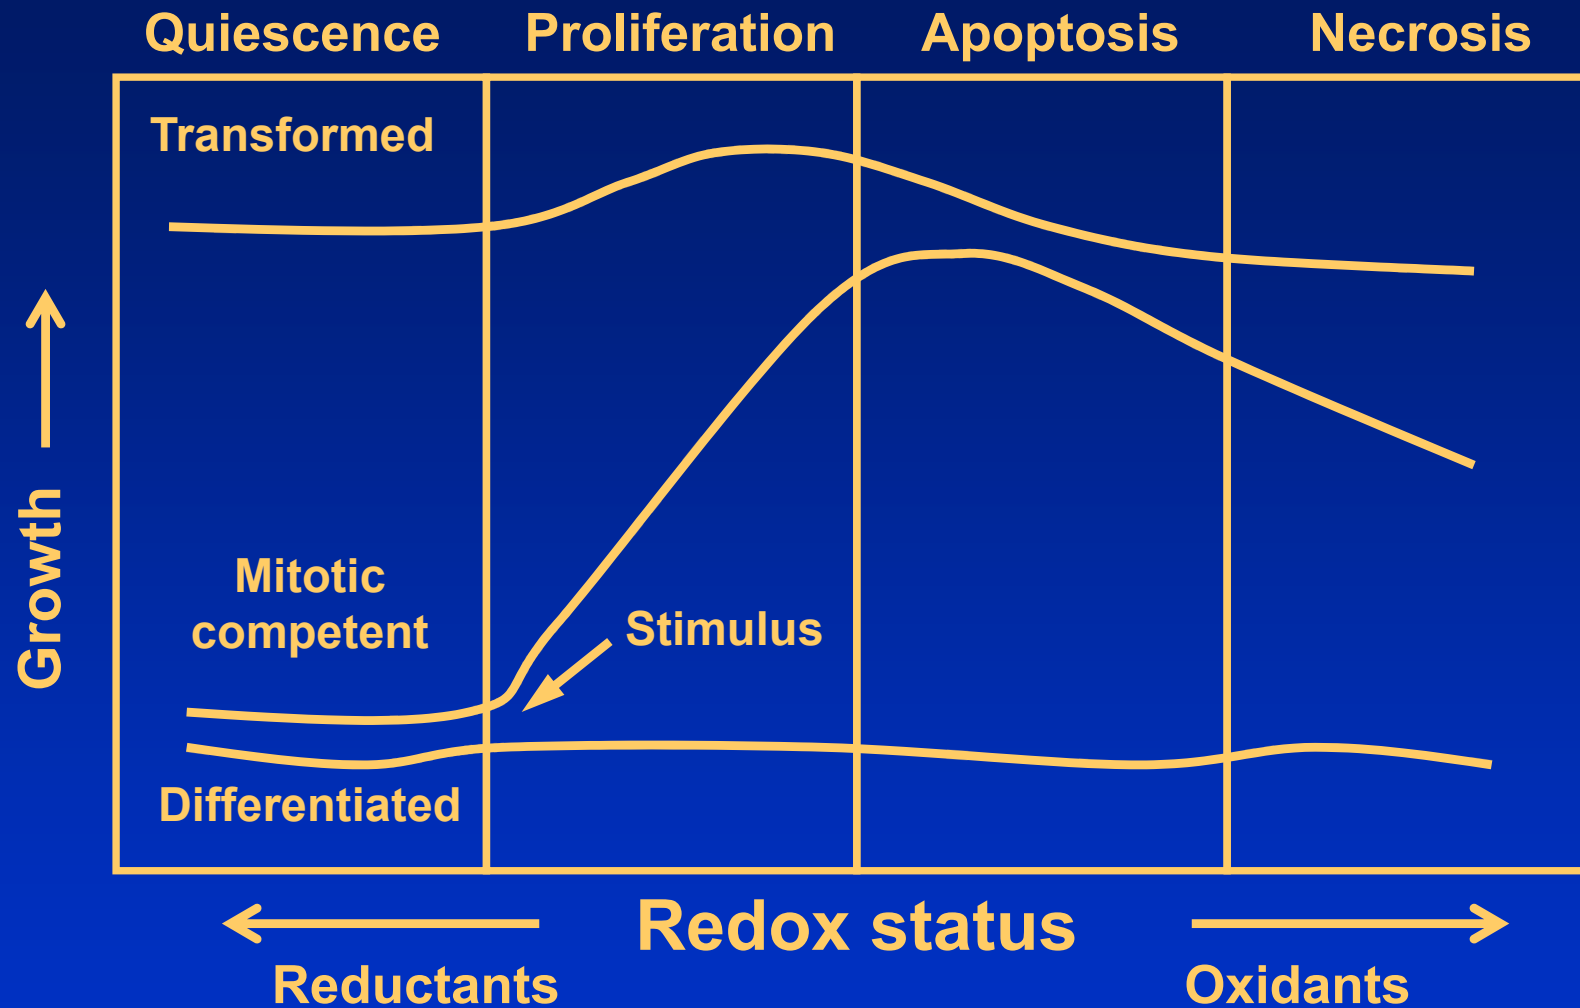 Quiescence Proliferation Apoptosis Necrosis
Transformed
Growth
Mitotic
competent
Stimulus
Differentiated
Redox status
Reductants
Oxidants